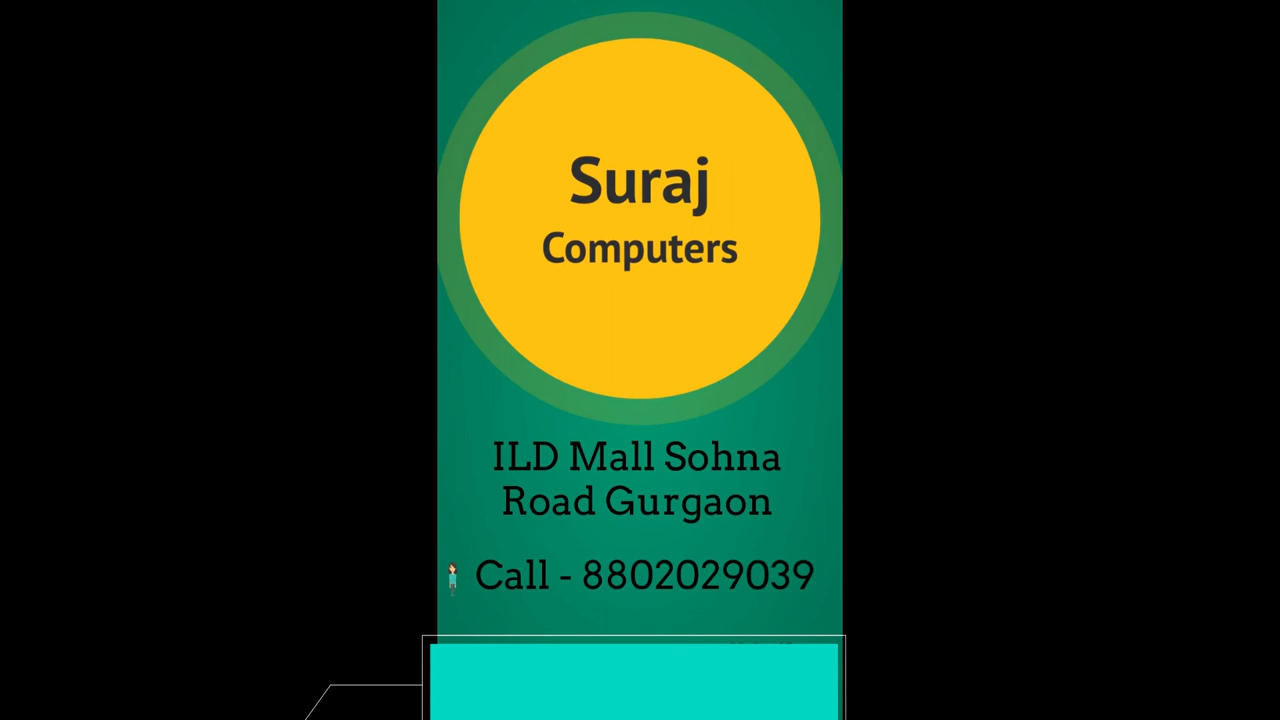 Suraj
Computers
ILD Mall Sohna
Road Gurgaon
Call - 8802029039